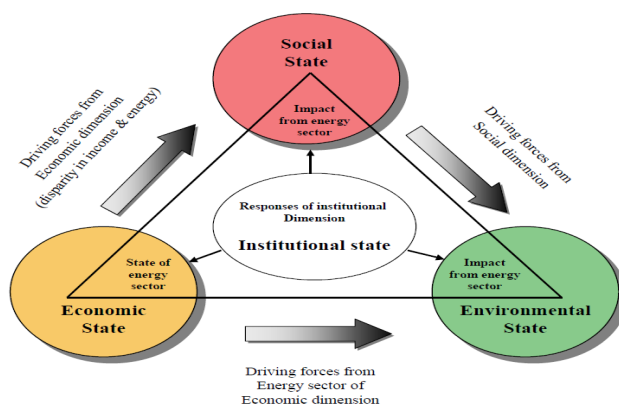 Social
State
Impact
from energy
sector
Driving forces from
Economic dimension
(disparity in income & energy)
Driving forces from
Social dimension
Responses of institutional
Dimension
Institutional state
State of
energy
sector
Economic
State
Impact
from energy
sector
Environmental
State
Driving forces from
Energy sector of
Economic dimension